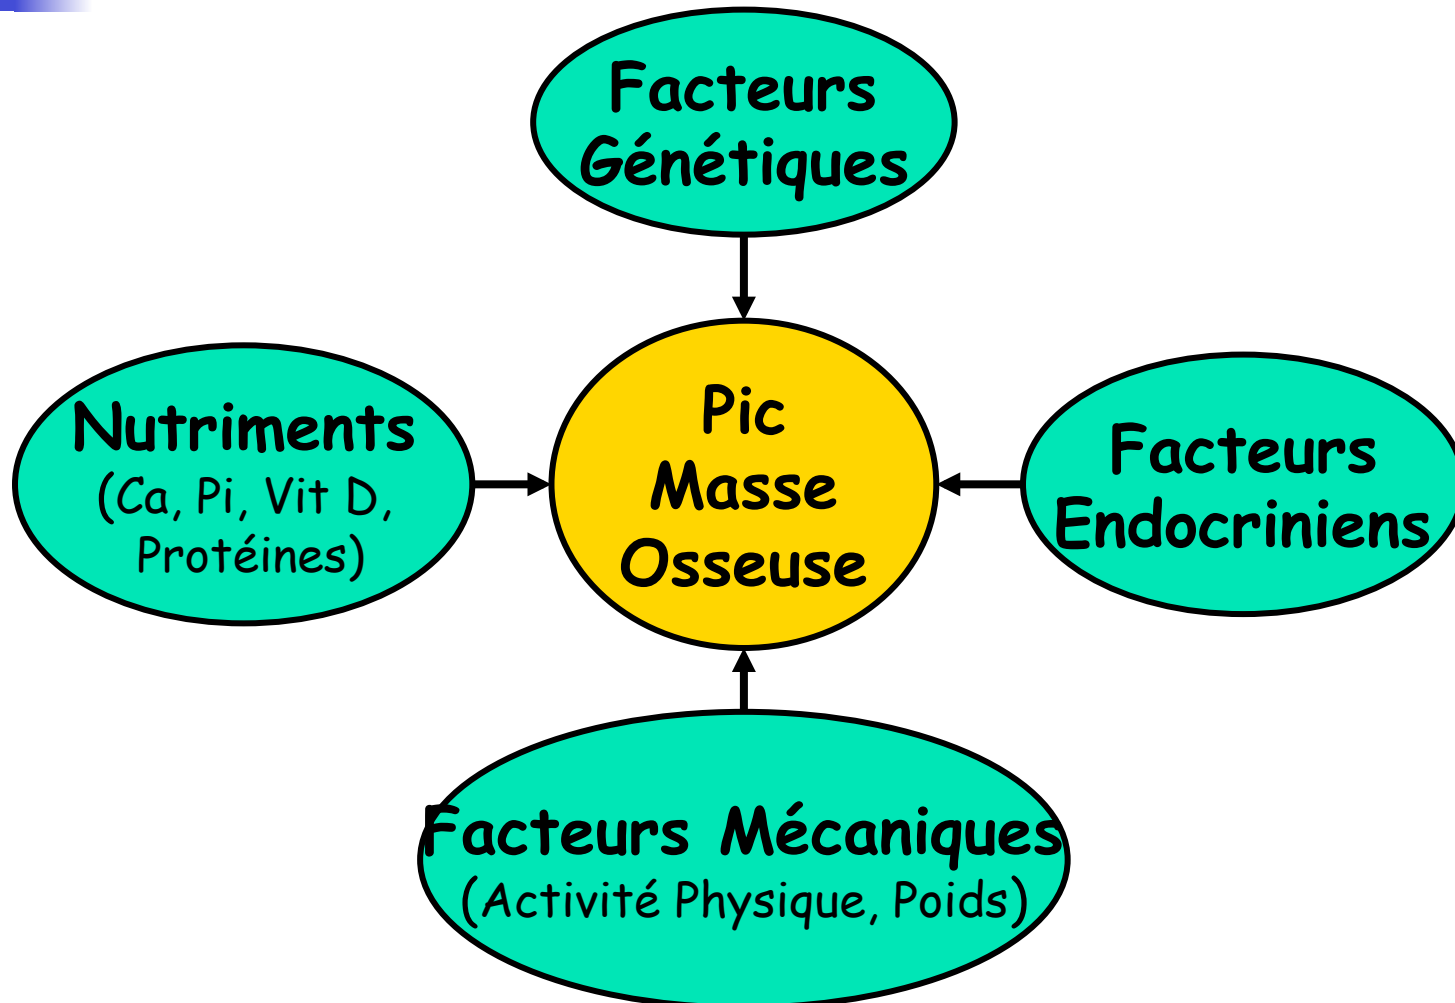 Facteurs
Génétiques
Nutriments
(Ca, Pi, Vit D,
Protéines)
Pic
Masse
Osseuse
Facteurs
Endocriniens
Facteurs Mécaniques
(Activité Physique, Poids)